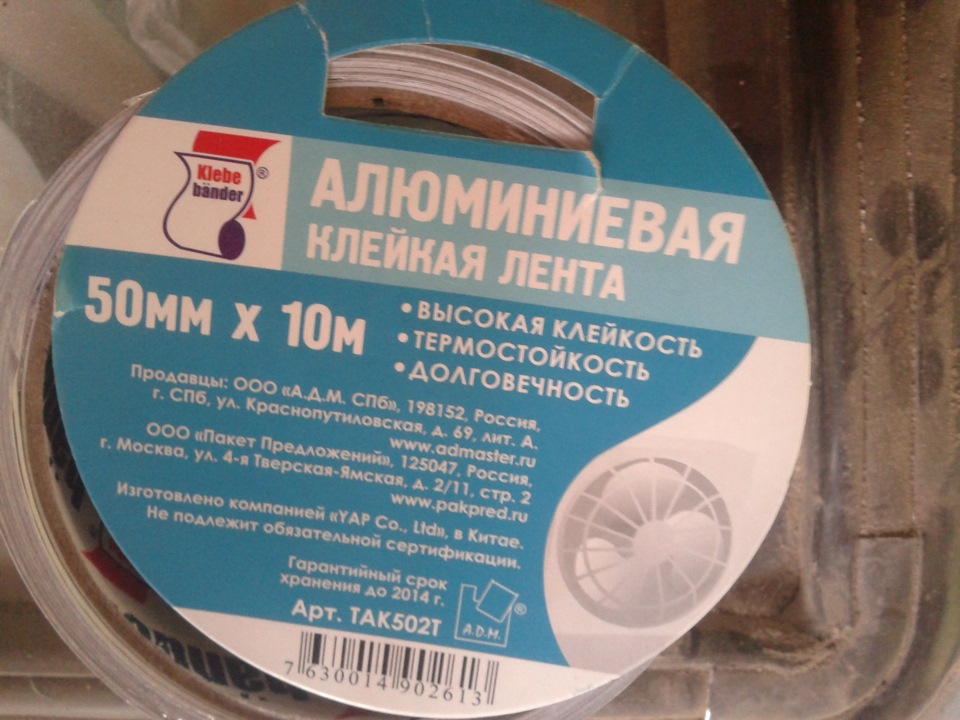 Klebe
bänder
®
АЛЮМИНИЕВАЯ
КЛЕЙКАЯ ЛЕНТА
50мм х 10м
•ВЫСОКАЯ КЛЕЙКОСТЬ
•ТЕРМОСТОЙКОСТЬ
•ДОЛГОВЕЧНОСТЬ
Продавцы: ООО «А.Д.М. СПб», 198152, Россия,
г. СПб, ул. Краснопутиловская, д. 69, лит. А.
www.admaster.ru
ООО «Пакет Предложений», 125047, Россия,
г. Москва, ул. 4-я Тверская-Ямская, д. 2/11, стр. 2
www.pakpred.ru
Изготовлено компанией «YAP Co., Ltd», в Китае.
Не подлежит обязательной сертификации.
Гарантийный срок
хранения до 2014 г.
Арт. TAK502T
A.D.M.
®
7 630014 902613